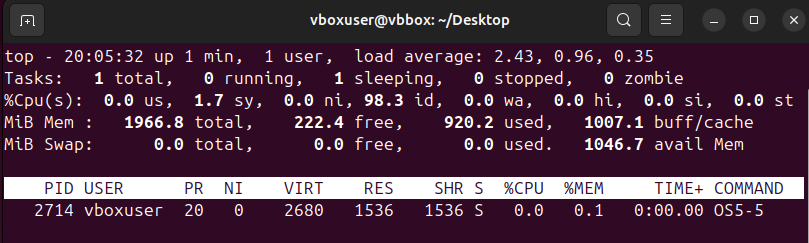 vboxuser@vbbox: ~/Desktop
top - 20:05:32 up 1 min,  1 user,  load average: 2.43, 0.96, 0.35
Tasks:   1 total,   0 running,   1 sleeping,   0 stopped,   0 zombie
%Cpu(s):  0.0 us,  1.7 sy,  0.0 ni, 98.3 id,  0.0 wa,  0.0 hi,  0.0 si,  0.0 st
MiB Mem :   1966.8 total,    222.4 free,    920.2 used,   1007.1 buff/cache
MiB Swap:      0.0 total,      0.0 free,      0.0 used.   1046.7 avail Mem
PID USER      PR  NI    VIRT    RES    SHR S  %CPU  %MEM     TIME+ COMMAND
2714 vboxuser  20   0    2680   1536   1536 S   0.0   0.1   0:00.00 OS5-5